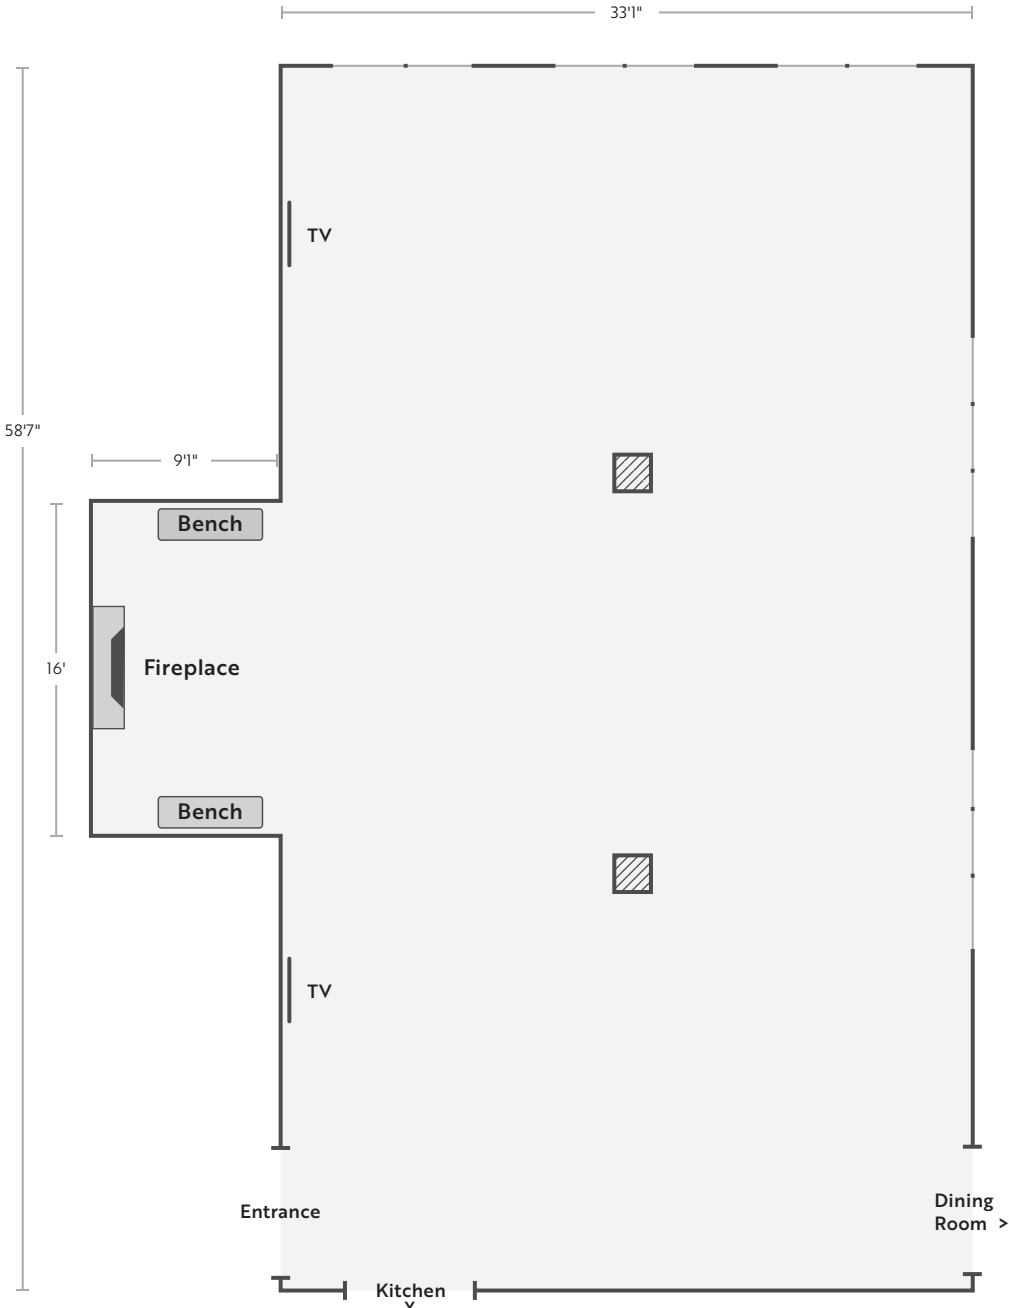 33'1"
TV
58'7"
9'1"
Bench
16'
Fireplace
Bench
TV
Entrance
Dining
Room >
Kitchen